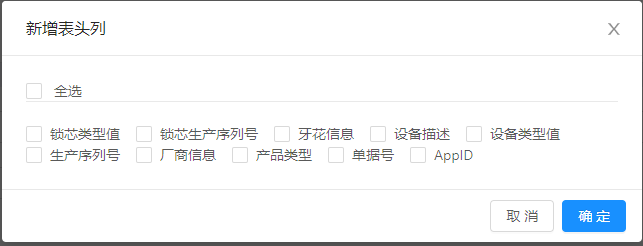 新增表头列
全选
锁芯类型值 锁芯生产序列号 牙花信息 设备描述 设备类型值
生产序列号 厂商信息 产品类型 单据号 AppID
取 消 确 定